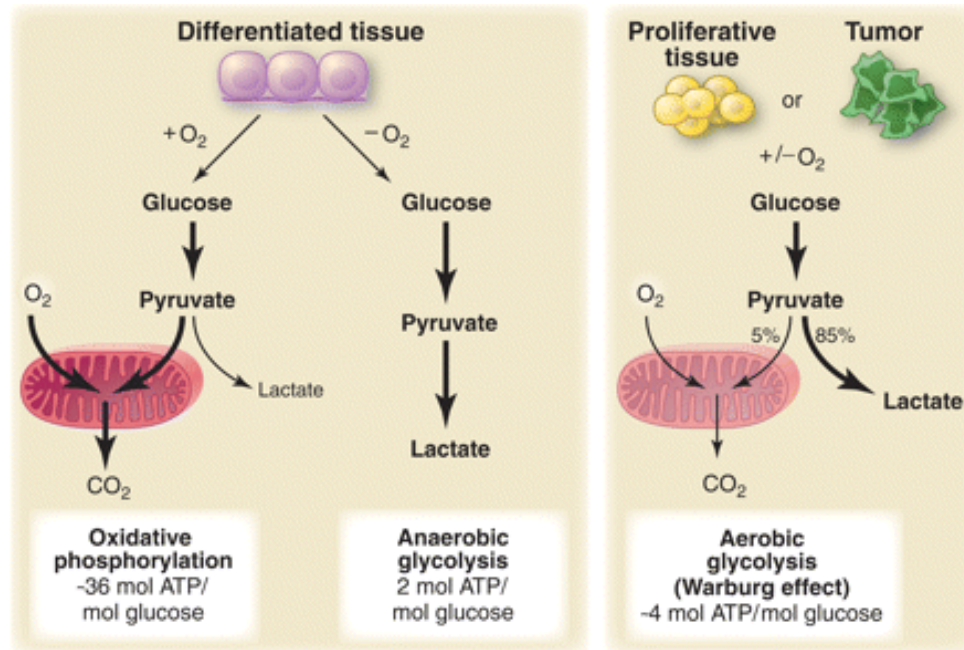 Differentiated tissue
+O₂
−O₂
Glucose
Glucose
O₂
Pyruvate
Pyruvate
Lactate
Lactate
CO₂
Oxidative
phosphorylation
~36 mol ATP/
mol glucose
Anaerobic
glycolysis
2 mol ATP/
mol glucose
Proliferative
tissue
or
Tumor
+/−O₂
Glucose
O₂
Pyruvate
5%
85%
Lactate
CO₂
Aerobic
glycolysis
(Warburg effect)
~4 mol ATP/mol glucose